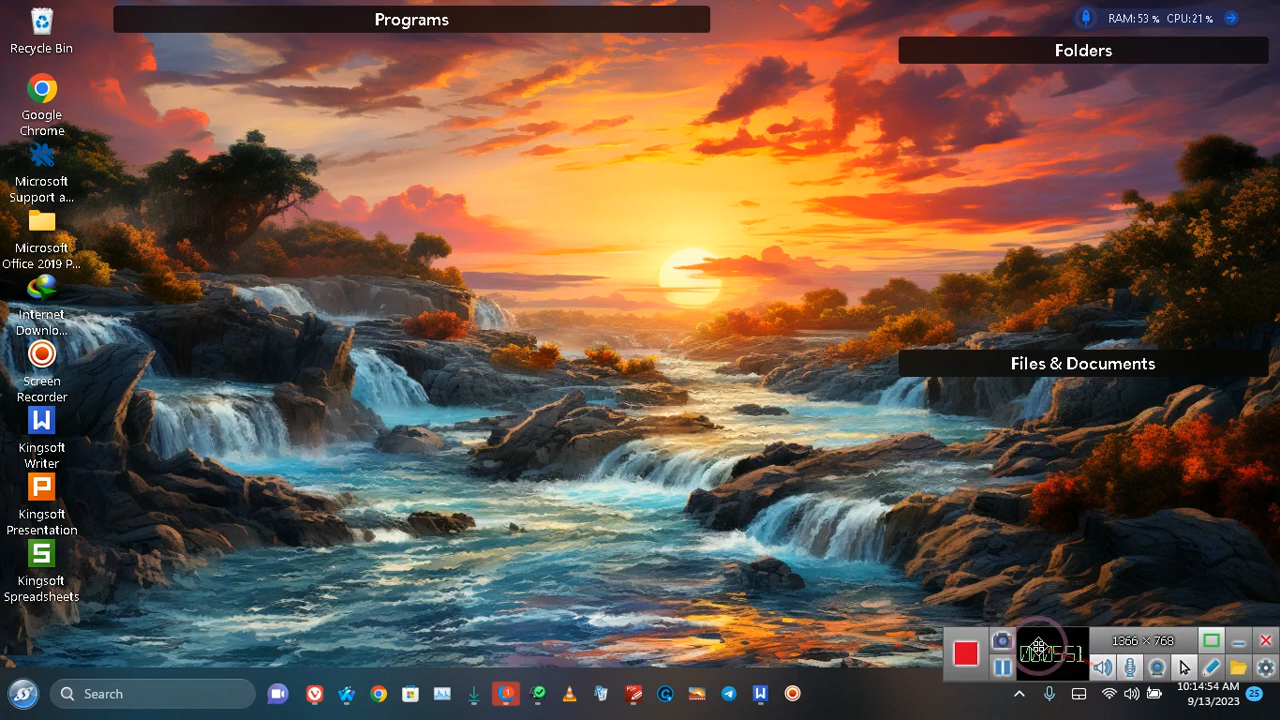 Programs
RAM:53 % CPU:21 %
Folders
Recycle Bin
Google
Chrome
Microsoft
Support a...
Microsoft
Office 2019 P...
Internet
Downlo...
Files & Documents
Screen
Recorder
W
Kingsoft
Writer
P
Kingsoft
Presentation
S
Kingsoft
Spreadsheets
1366 × 768
Search
10:14:54 AM
9/13/2023
25